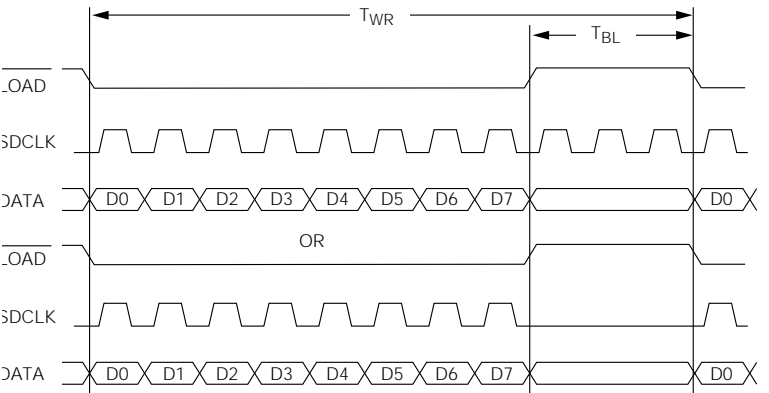 TWR
TBL
LOAD
SDCLK
DATA D0 D1 D2 D3 D4 D5 D6 D7 D0
OR
LOAD
SDCLK
DATA D0 D1 D2 D3 D4 D5 D6 D7 D0